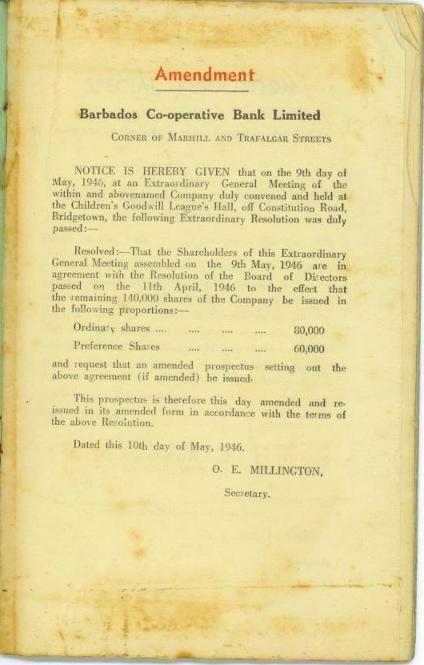 Amendment
Barbados Co-operative Bank Limited
CORNER OF MARHILL AND TRAFALGAR STREETS
NOTICE IS HEREBY GIVEN that on the 9th day of
May, 1946, at an Extraordinary General Meeting of the
within and abovenamed Company duly convened and held at
the Children's Goodwill League's Hall, off Constitution Road,
Bridgetown, the following Extraordinary Resolution was duly
passed:—
Resolved:—That the Shareholders of this Extraordinary
General Meeting assembled on the 9th May, 1946 are in
agreement with the Resolution of the Board of Directors
passed on the 11th April, 1946 to the effect that
the remaining 140,000 shares of the Company be issued in
the following proportions:—
Ordinary shares .... .... .... .... 80,000
Preference Shares .... .... .... 60,000
and request that an amended prospectus setting out the
above agreement (if amended) be issued.
This prospectus is therefore this day amended and re-
issued in its amended form in accordance with the terms of
the above Resolution.
Dated this 10th day of May, 1946.
O. E. MILLINGTON,
Secretary.